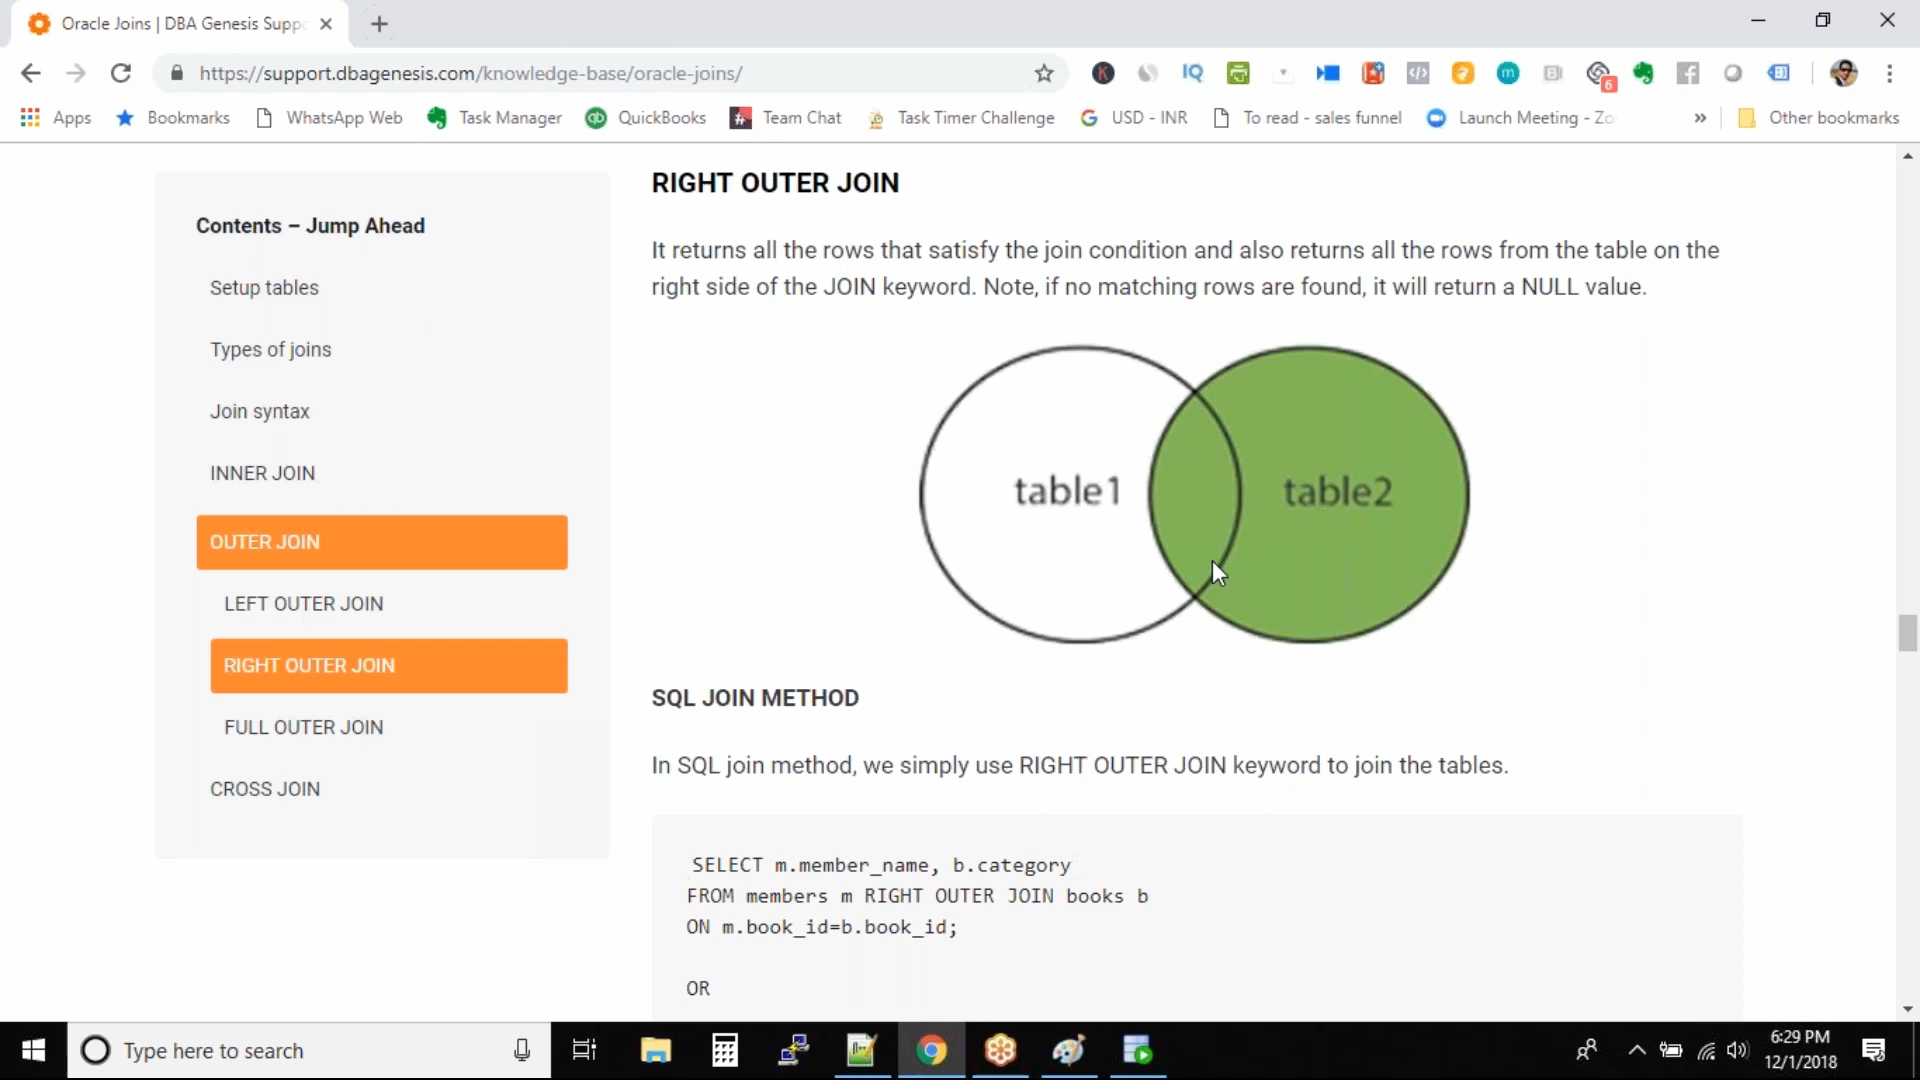 Oracle Joins | DBA Genesis Supp
https://support.dbagenesis.com/knowledge-base/oracle-joins/
IQ
m
6
Apps
Bookmarks
WhatsApp Web
Task Manager
qb
QuickBooks
#
Team Chat
Task Timer Challenge
USD - INR
To read - sales funnel
Launch Meeting - Zo
»
Other bookmarks
Contents – Jump Ahead
Setup tables
Types of joins
Join syntax
INNER JOIN
OUTER JOIN
LEFT OUTER JOIN
RIGHT OUTER JOIN
FULL OUTER JOIN
CROSS JOIN
RIGHT OUTER JOIN
It returns all the rows that satisfy the join condition and also returns all the rows from the table on the
right side of the JOIN keyword. Note, if no matching rows are found, it will return a NULL value.
table1
table2
SQL JOIN METHOD
In SQL join method, we simply use RIGHT OUTER JOIN keyword to join the tables.
SELECT m.member_name, b.category
FROM members m RIGHT OUTER JOIN books b
ON m.book_id=b.book_id;
OR
Type here to search
6:29 PM
12/1/2018